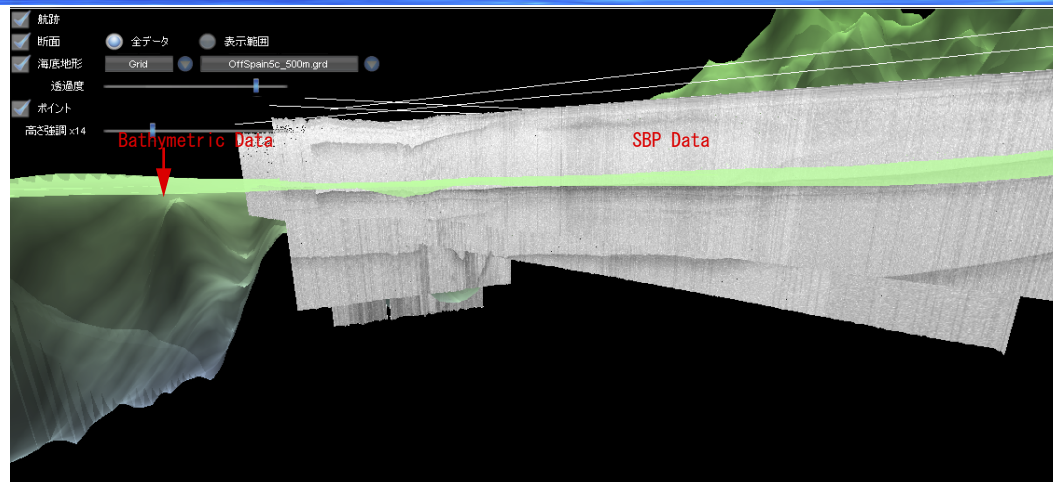 航跡
断面 全データ 表示範囲
海底地形 Grid OffSpain5c_500m.grd
透過度
ポイント
高さ強調 x14
Bathymetric Data
SBP Data